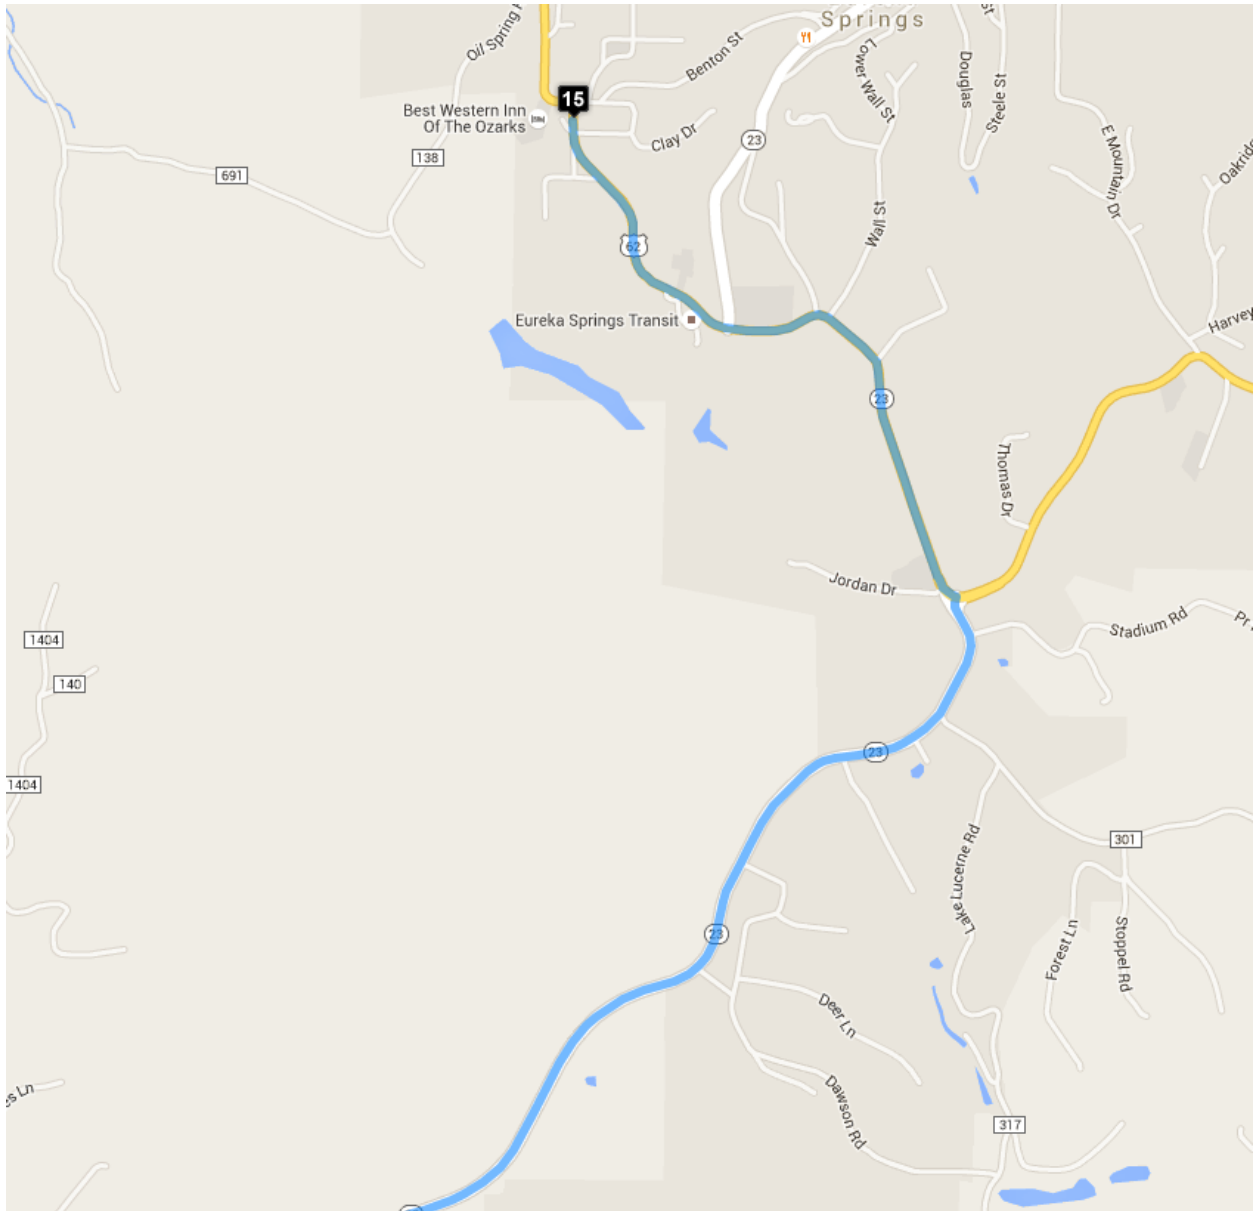 Springs
Oil Spring
Benton St
Lower Wall St
Douglas
Steele St
15
Best Western Inn
Of The Ozarks
Clay Dr
23
138
E Mountain Dr
691
Wall St
62
Eureka Springs Transit
Harvey
23
Thomas Dr
Jordan Dr
Stadium Rd
1404
140
23
1404
301
Lake Lucerne Rd
23
Forest Ln
Stoppel Rd
Deer Ln
Dawson Rd
317